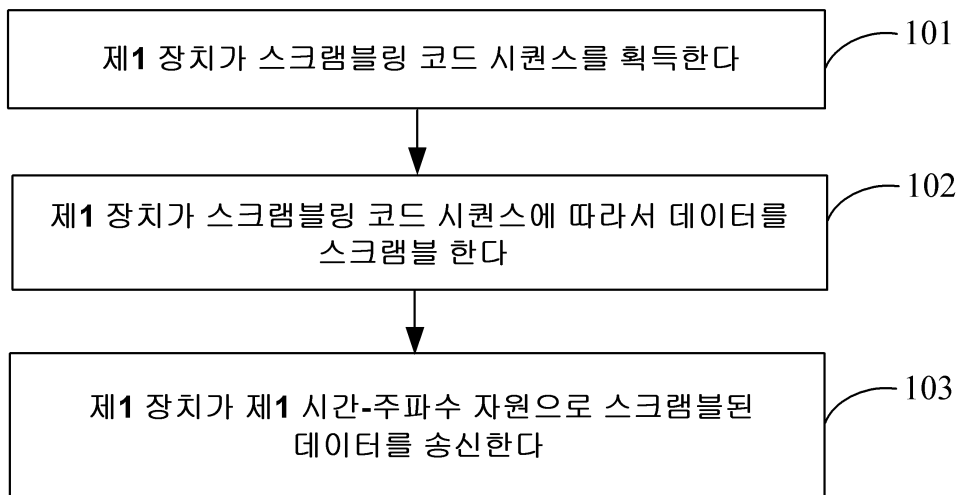 제1 장치가 스크램블링 코드 시퀀스를 획득한다
101
제1 장치가 스크램블링 코드 시퀀스에 따라서 데이터를
스크램블 한다
102
제1 장치가 제1 시간-주파수 자원으로 스크램블된
데이터를 송신한다
103